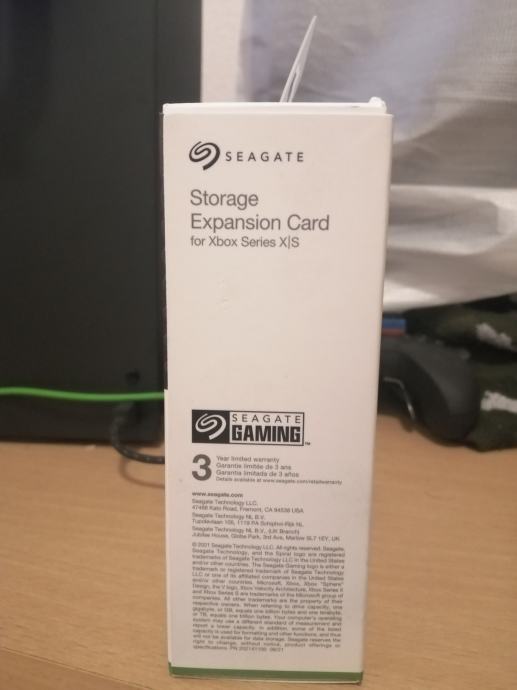 SEAGATE
Storage
Expansion Card
for Xbox Series X|S
SEAGATE
GAMING™
3
Year limited warranty
Garantie limitée de 3 ans
Garantía limitada de 3 años
Details available at www.seagate.com/retailwarranty
www.seagate.com
Seagate Technology LLC.
47488 Kato Road, Fremont, CA 94538 USA
Seagate Technology NL B.V.
Tupolevlaan 105, 1119 PA Schiphol-Rijk NL
Seagate Technology NL B.V., (UK Branch)
Jubilee House, Globe Park, 3rd Ave, Marlow SL7 1EY, UK
© 2021 Seagate Technology LLC. All rights reserved. Seagate,
Seagate Technology, and the Spiral logo are registered
trademarks of Seagate Technology LLC in the United States
and/or other countries. The Seagate Gaming logo is either a
trademark or registered trademark of Seagate Technology
LLC or one of its affiliated companies in the United States
and/or other countries. Microsoft, Xbox, Xbox "Sphere"
Design, the V logo, Xbox Velocity Architecture, Xbox Series X
and Xbox Series S are trademarks of the Microsoft group of
companies. All other trademarks are the property of their
respective owners. When referring to drive capacity, one
gigabyte, or GB, equals one billion bytes and one terabyte,
or TB, equals one trillion bytes. Your computer's operating
system may use a different standard of measurement and
report a lower capacity. In addition, some of the listed
capacity is used for formatting and other functions, and thus
will not be available for data storage. Seagate reserves the
right to change, without notice, product offerings or
specifications. PN 08/21